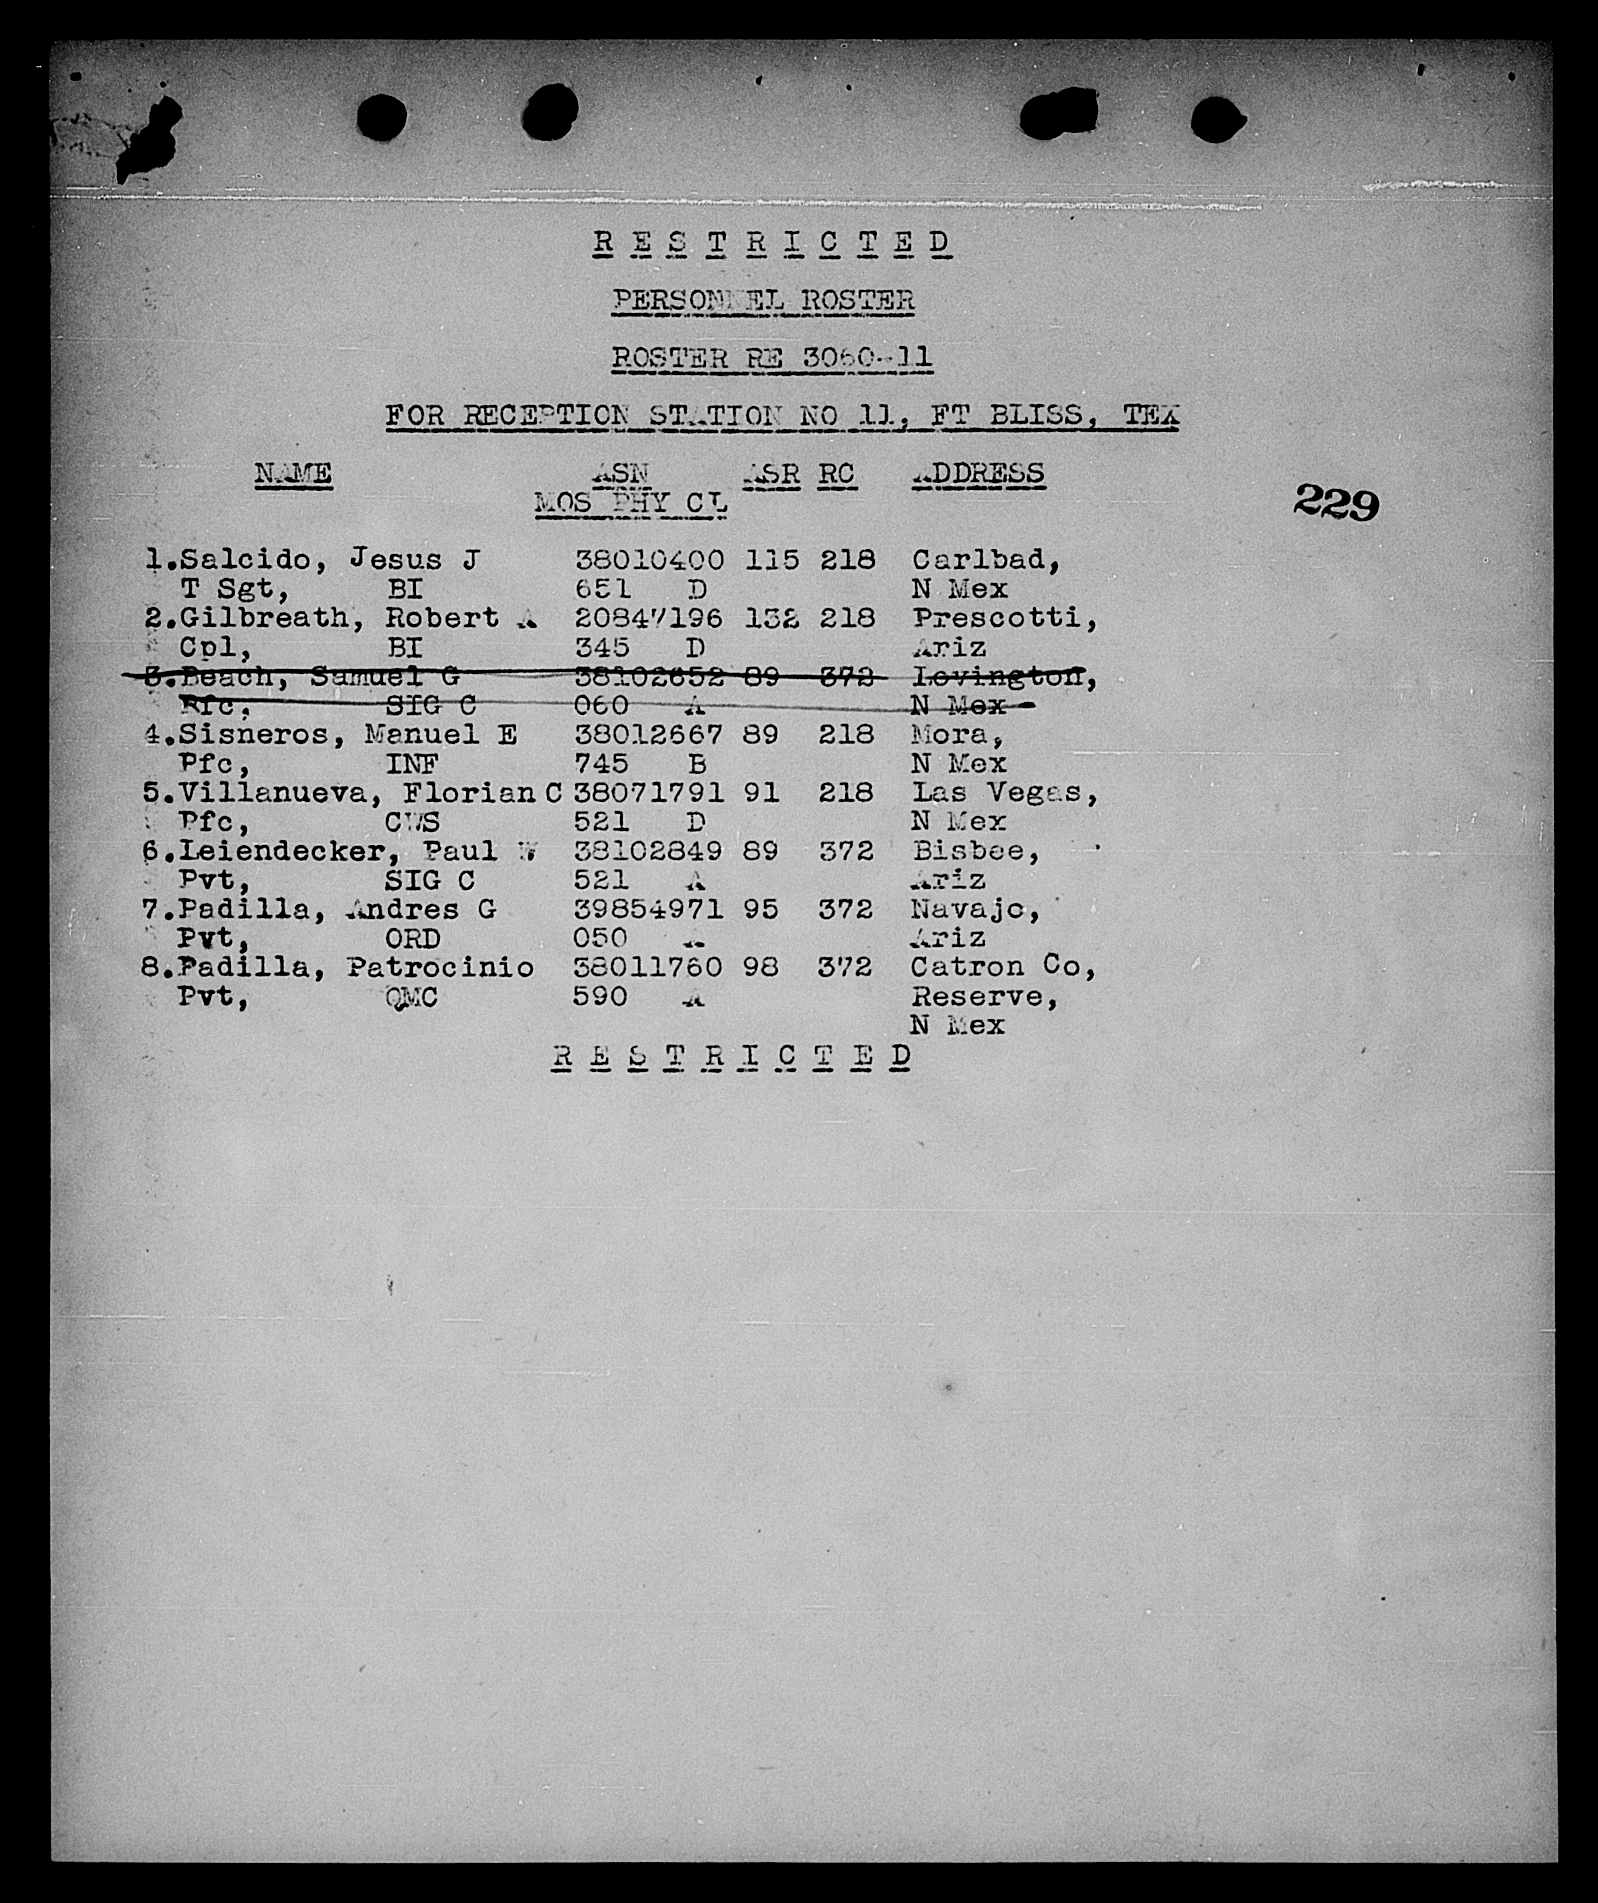 R E S T R I C T E D
PERSONNEL ROSTER
ROSTER RE 3060-11
FOR RECEPTION STATION NO 11, FT BLISS, TEX
NAME ASN ASR RC ADDRESS
MOS PHY CL
229
1.Salcido, Jesus J 38010400 115 218 Carlbad,
T Sgt, BI 651 D N Mex
2.Gilbreath, Robert A 20847196 132 218 Prescotti,
Cpl, BI 345 D Ariz
3.Beach, Samuel G 38102652 89 372 Lovington,
Pfc, SIG C 060 A N Mex
4.Sisneros, Manuel E 38012667 89 218 Mora,
Pfc, INF 745 B N Mex
5.Villanueva, Florian C 38071791 91 218 Las Vegas,
Pfc, CWS 521 D N Mex
6.Leiendecker, Paul W 38102849 89 372 Bisbee,
Pvt, SIG C 521 A Ariz
7.Padilla, Andres G 39854971 95 372 Navajo,
Pvt, ORD 050 A Ariz
8.Padilla, Patrocinio 38011760 98 372 Catron Co,
Pvt, QMC 590 A Reserve,
N Mex
R E S T R I C T E D